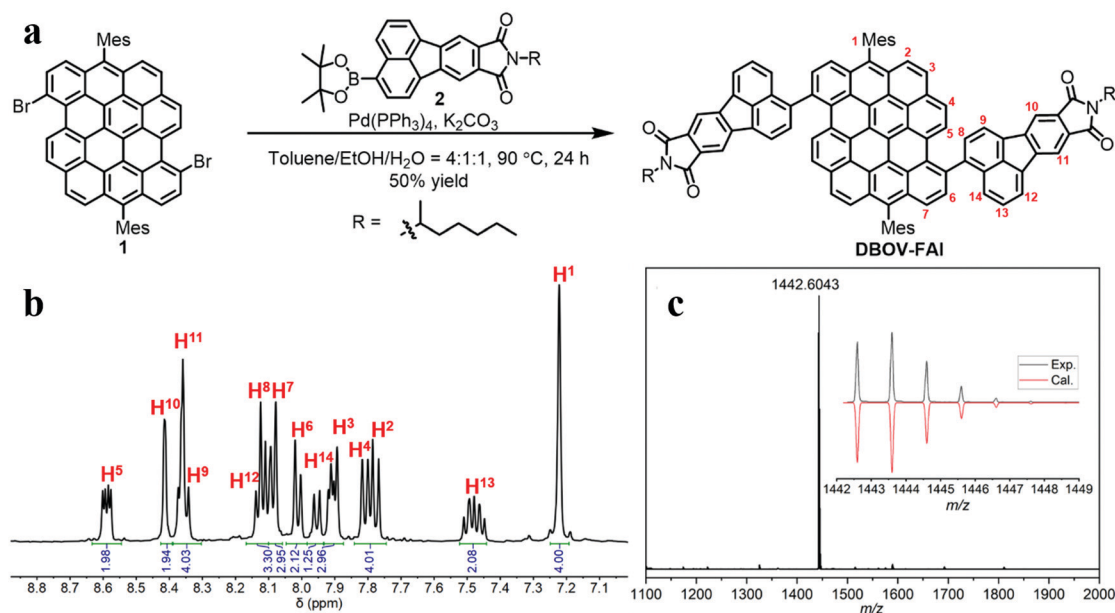 a
Mes
Br
Br
Mes
1
O
B
O
2
O
N
R
O
Pd(PPh3)4, K2CO3
Toluene/EtOH/H2O = 4:1:1, 90 °C, 24 h
50% yield
R =
1
Mes
2
3
4
5
6
7
8
9
10
11
12
13
14
O
N
R
O
O
N
R
O
Mes
DBOV-FAI
b
H5
H10
H11
H9
H12
H8
H7
H6
H14
H3
H4
H2
H13
H1
1.98
1.94
4.03
3.30
2.95
2.12
1.25
2.96
4.01
2.08
4.00
8.8 8.7 8.6 8.5 8.4 8.3 8.2 8.1 8.0 7.9 7.8 7.7 7.6 7.5 7.4 7.3 7.2 7.1
δ (ppm)
c
1442.6043
Exp.
Cal.
1442 1443 1444 1445 1446 1447 1448 1449
m/z
1100 1200 1300 1400 1500 1600 1700 1800 1900 2000
m/z